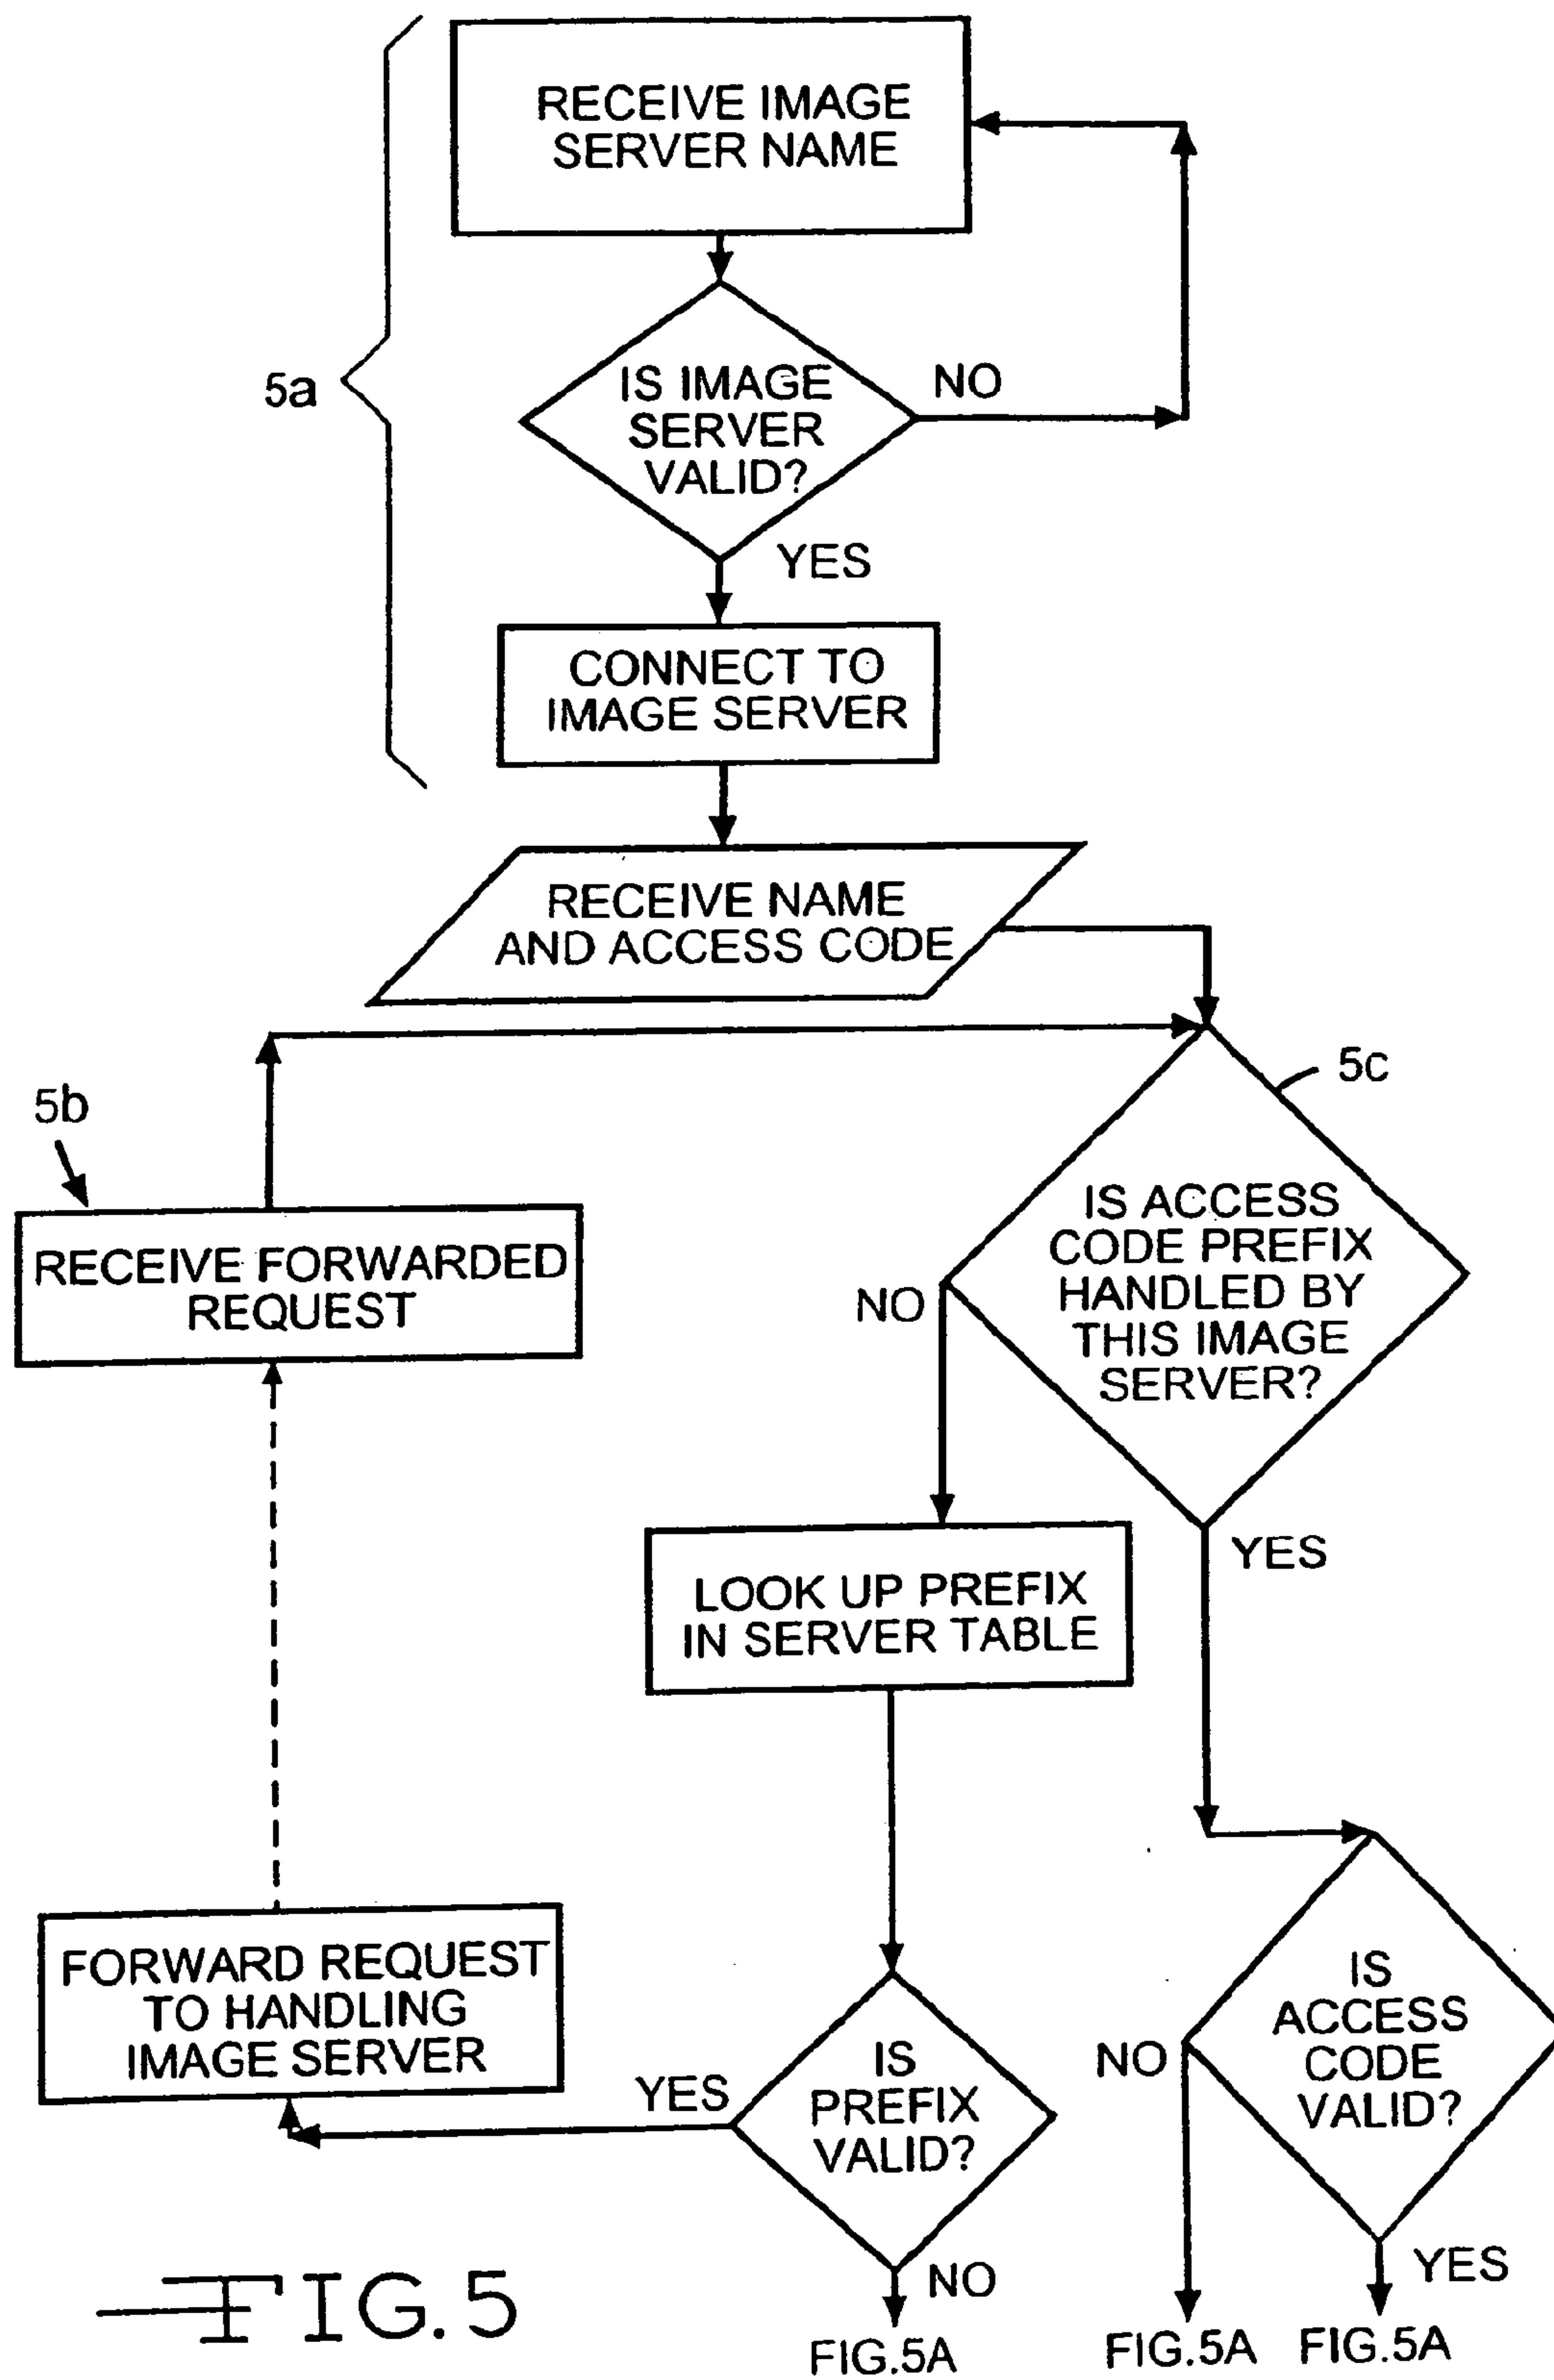 RECEIVE IMAGE
SERVER NAME
5a
IS IMAGE
SERVER
VALID?
NO
YES
CONNECT TO
IMAGE SERVER
RECEIVE NAME
AND ACCESS CODE
5c
5b
IS ACCESS
CODE PREFIX
HANDLED BY
THIS IMAGE
SERVER?
RECEIVE FORWARDED
REQUEST
NO
YES
LOOK UP PREFIX
IN SERVER TABLE
FORWARD REQUEST
TO HANDLING
IMAGE SERVER
IS
PREFIX
VALID?
YES
NO
IS
ACCESS
CODE
VALID?
NO
YES
FIG.5A
FIG.5A
FIG.5A
FIG.5